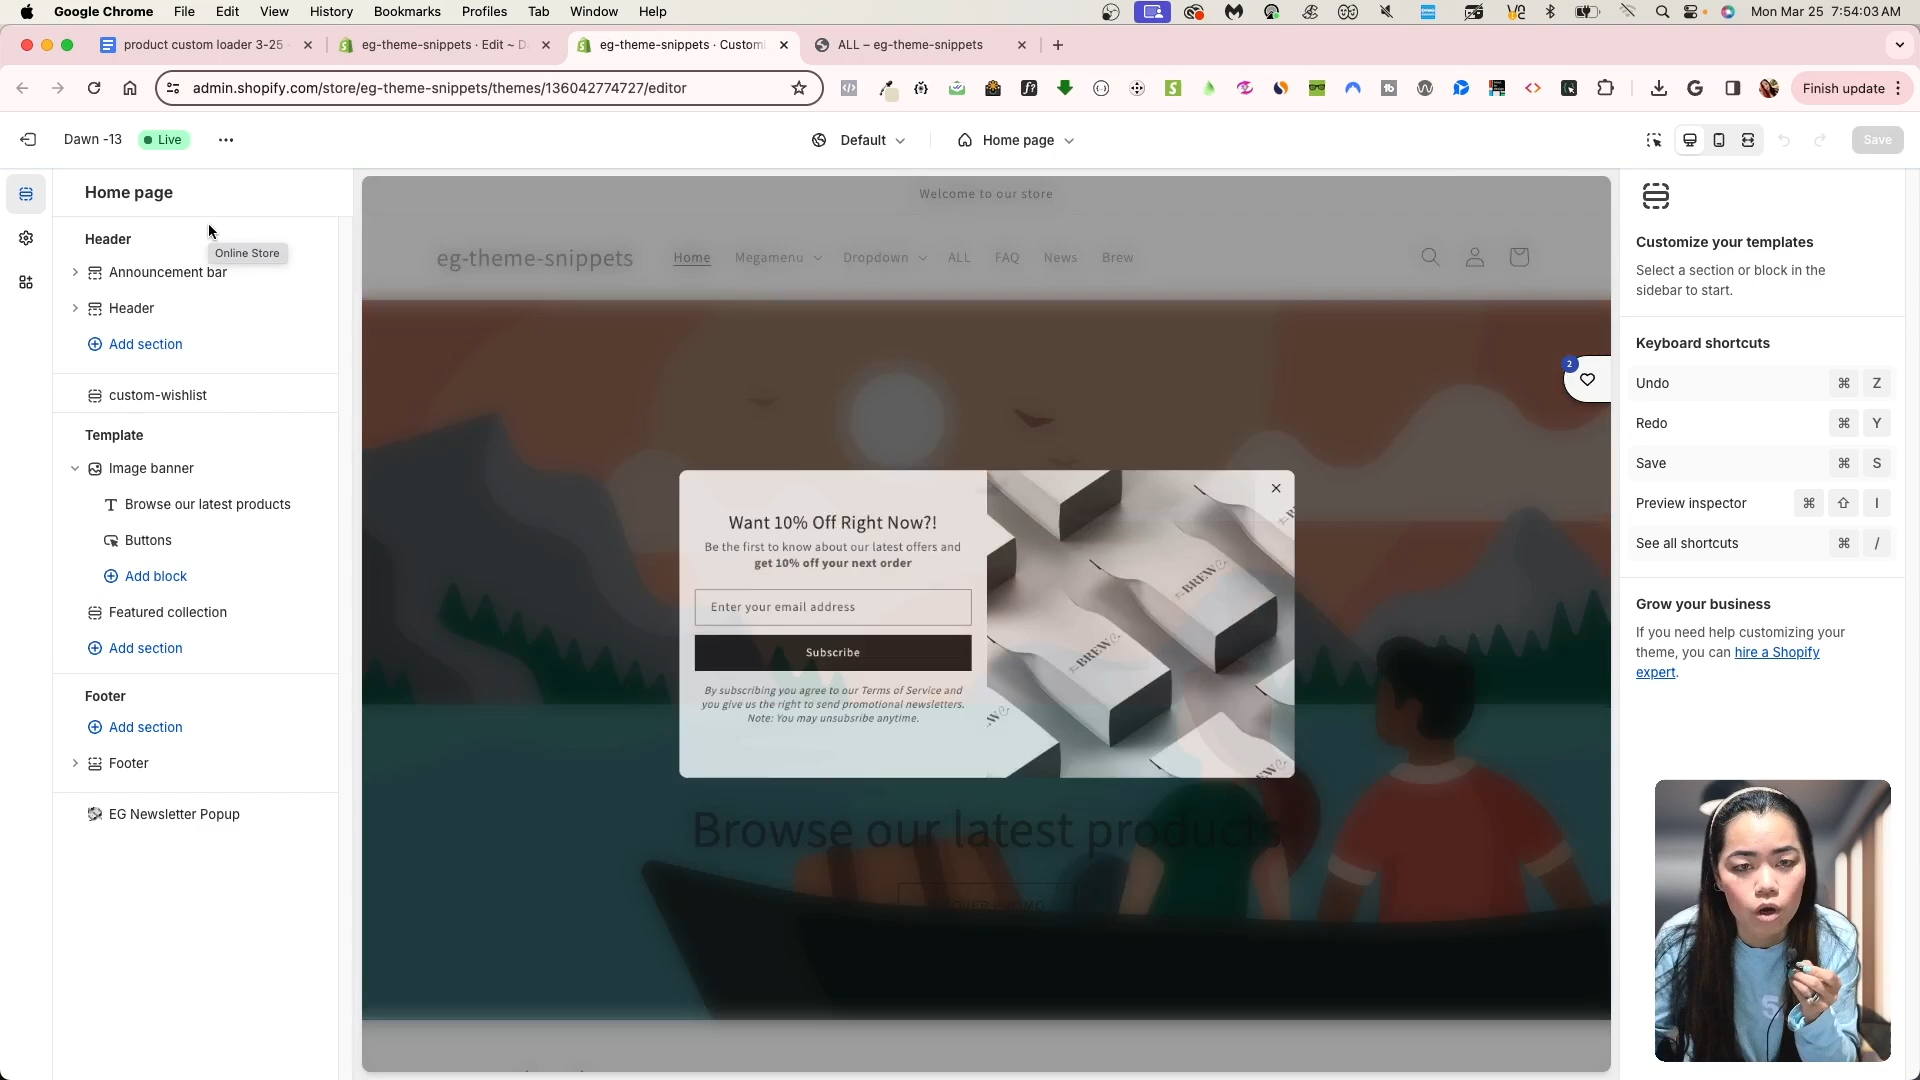 Google Chrome File Edit View History Bookmarks Profiles Tab Window Help Mon Mar 25 7:54:03 AM
product custom loader 3-25 eg-theme-snippets · Edit ~ D eg-theme-snippets · Customi ALL – eg-theme-snippets
admin.shopify.com/store/eg-theme-snippets/themes/136042774727/editor Finish update
Dawn -13 Live Default Home page Save
Home page
Header
Online Store
Announcement bar
Header
Add section
custom-wishlist
Template
Image banner
Browse our latest products
Buttons
Add block
Featured collection
Add section
Footer
Add section
Footer
EG Newsletter Popup
Welcome to our store
eg-theme-snippets Home Megamenu Dropdown ALL FAQ News Brew
2
Want 10% Off Right Now?!
Be the first to know about our latest offers and
get 10% off your next order
Enter your email address
Subscribe
By subscribing you agree to our Terms of Service and
you give us the right to send promotional newsletters.
Note: You may unsubsribe anytime.
BREW
BREW
Browse our latest products
Customize your templates
Select a section or block in the
sidebar to start.
Keyboard shortcuts
Undo ⌘ Z
Redo ⌘ Y
Save ⌘ S
Preview inspector ⌘ ⇧ I
See all shortcuts ⌘ /
Grow your business
If you need help customizing your
theme, you can hire a Shopify
expert.